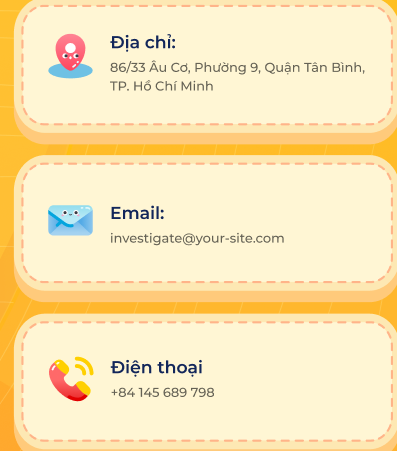 Địa chỉ:
86/33 Âu Cơ, Phường 9, Quận Tân Bình,
TP. Hồ Chí Minh
Email:
investigate@your-site.com
Điện thoại
+84 145 689 798